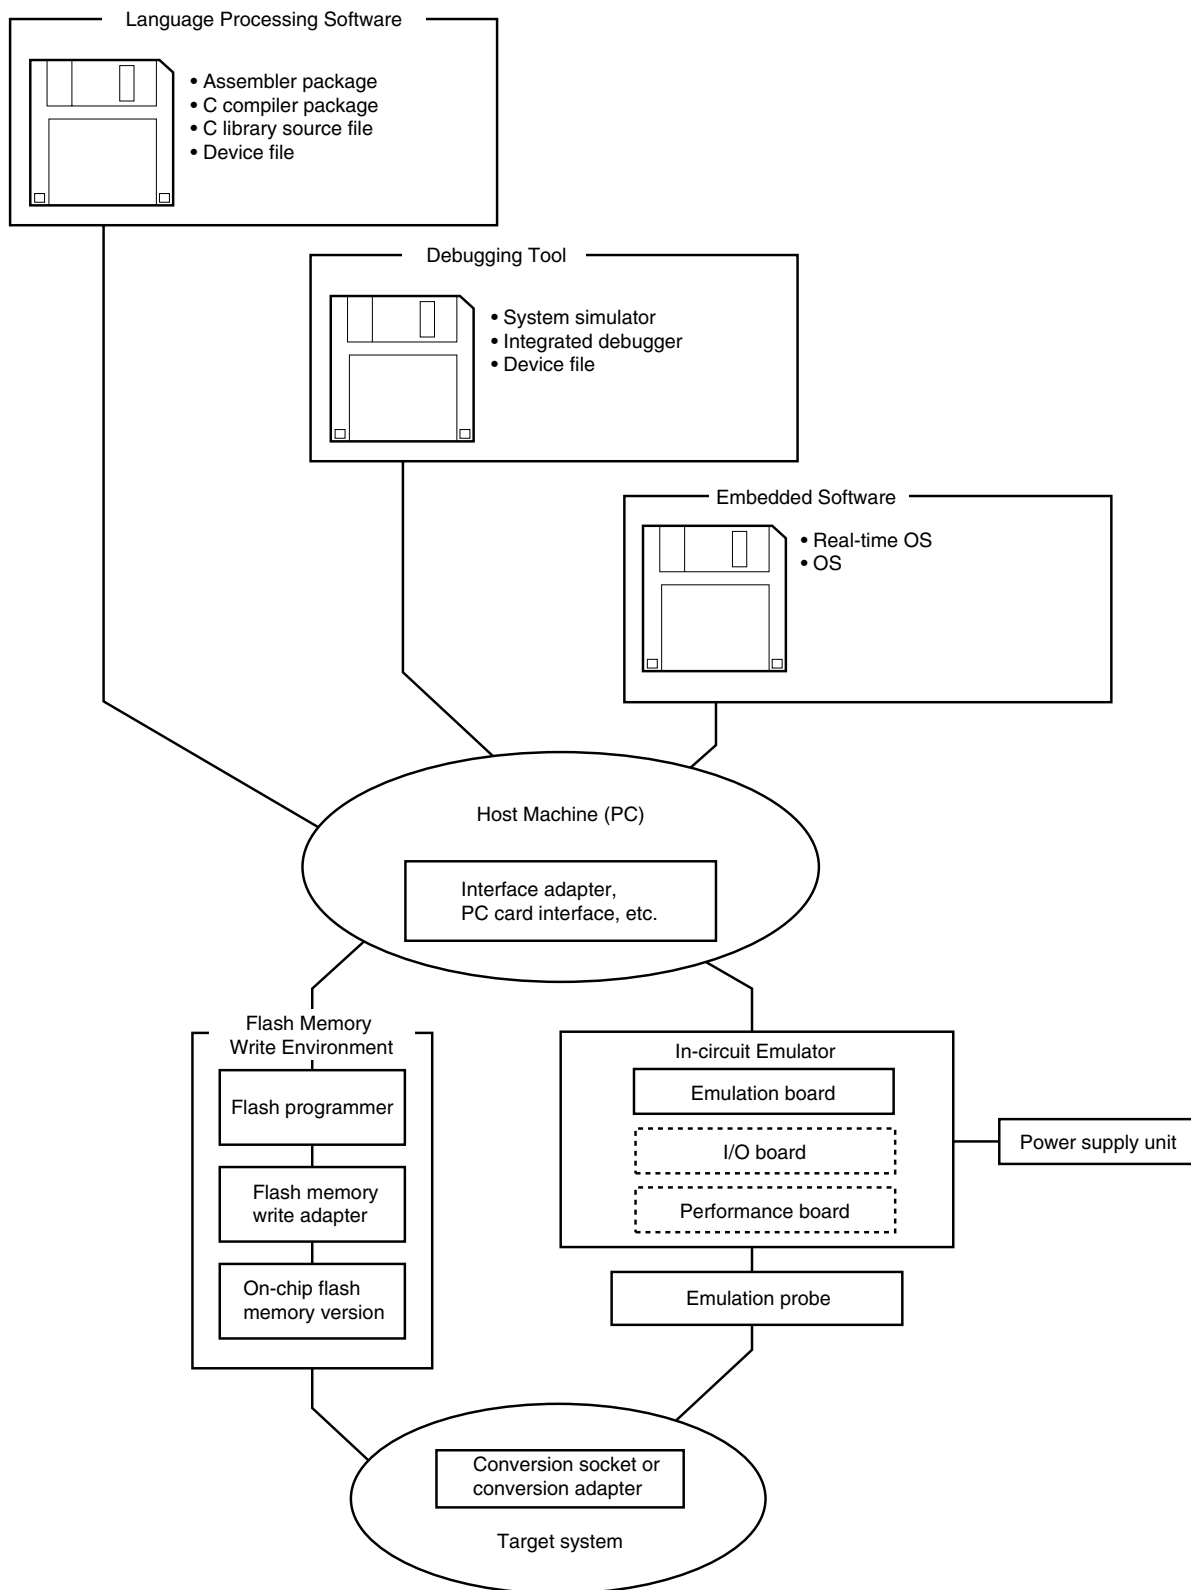 Language Processing Software
• Assembler package
• C compiler package
• C library source file
• Device file
Debugging Tool
• System simulator
• Integrated debugger
• Device file
Embedded Software
• Real-time OS
• OS
Host Machine (PC)
Interface adapter,
PC card interface, etc.
Flash Memory
Write Environment
Flash programmer
Flash memory
write adapter
On-chip flash
memory version
In-circuit Emulator
Emulation board
I/O board
Performance board
Power supply unit
Emulation probe
Conversion socket or
conversion adapter
Target system